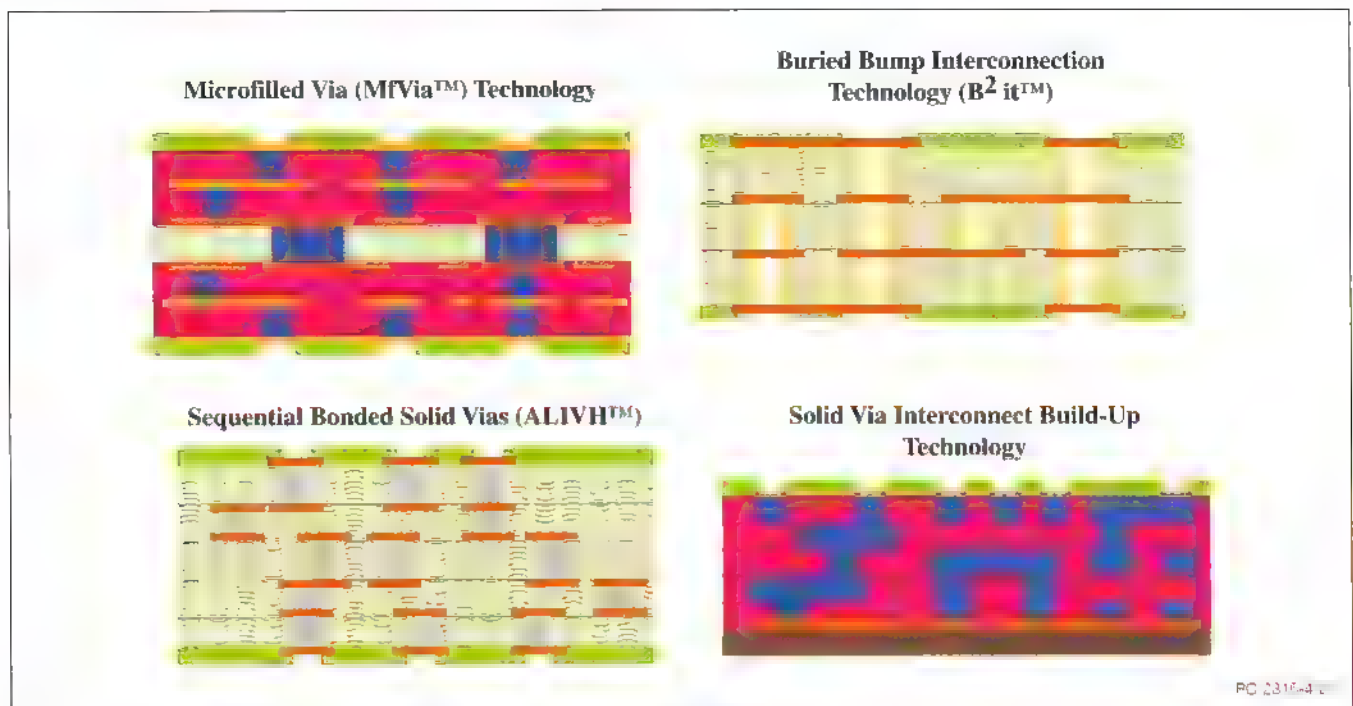 Microfilled Via (MfVia™) Technology
Buried Bump Interconnection
Technology (B² it™)
Sequential Bonded Solid Vias (ALIVH™)
Solid Via Interconnect Build-Up
Technology